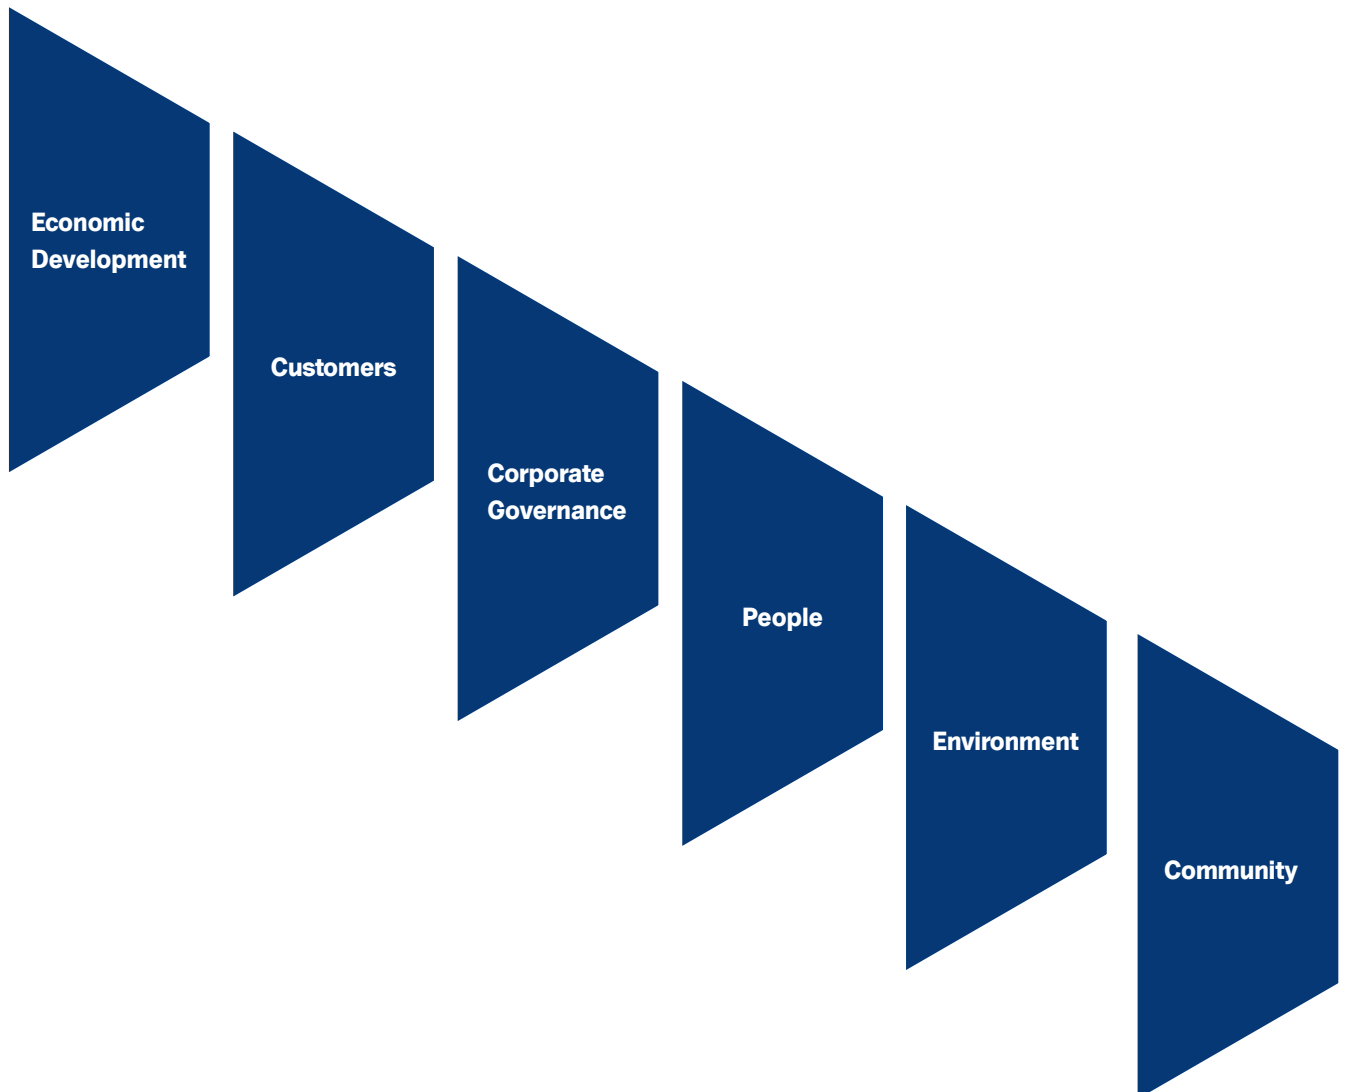 Economic
Development
Customers
Corporate
Governance
People
Environment
Community